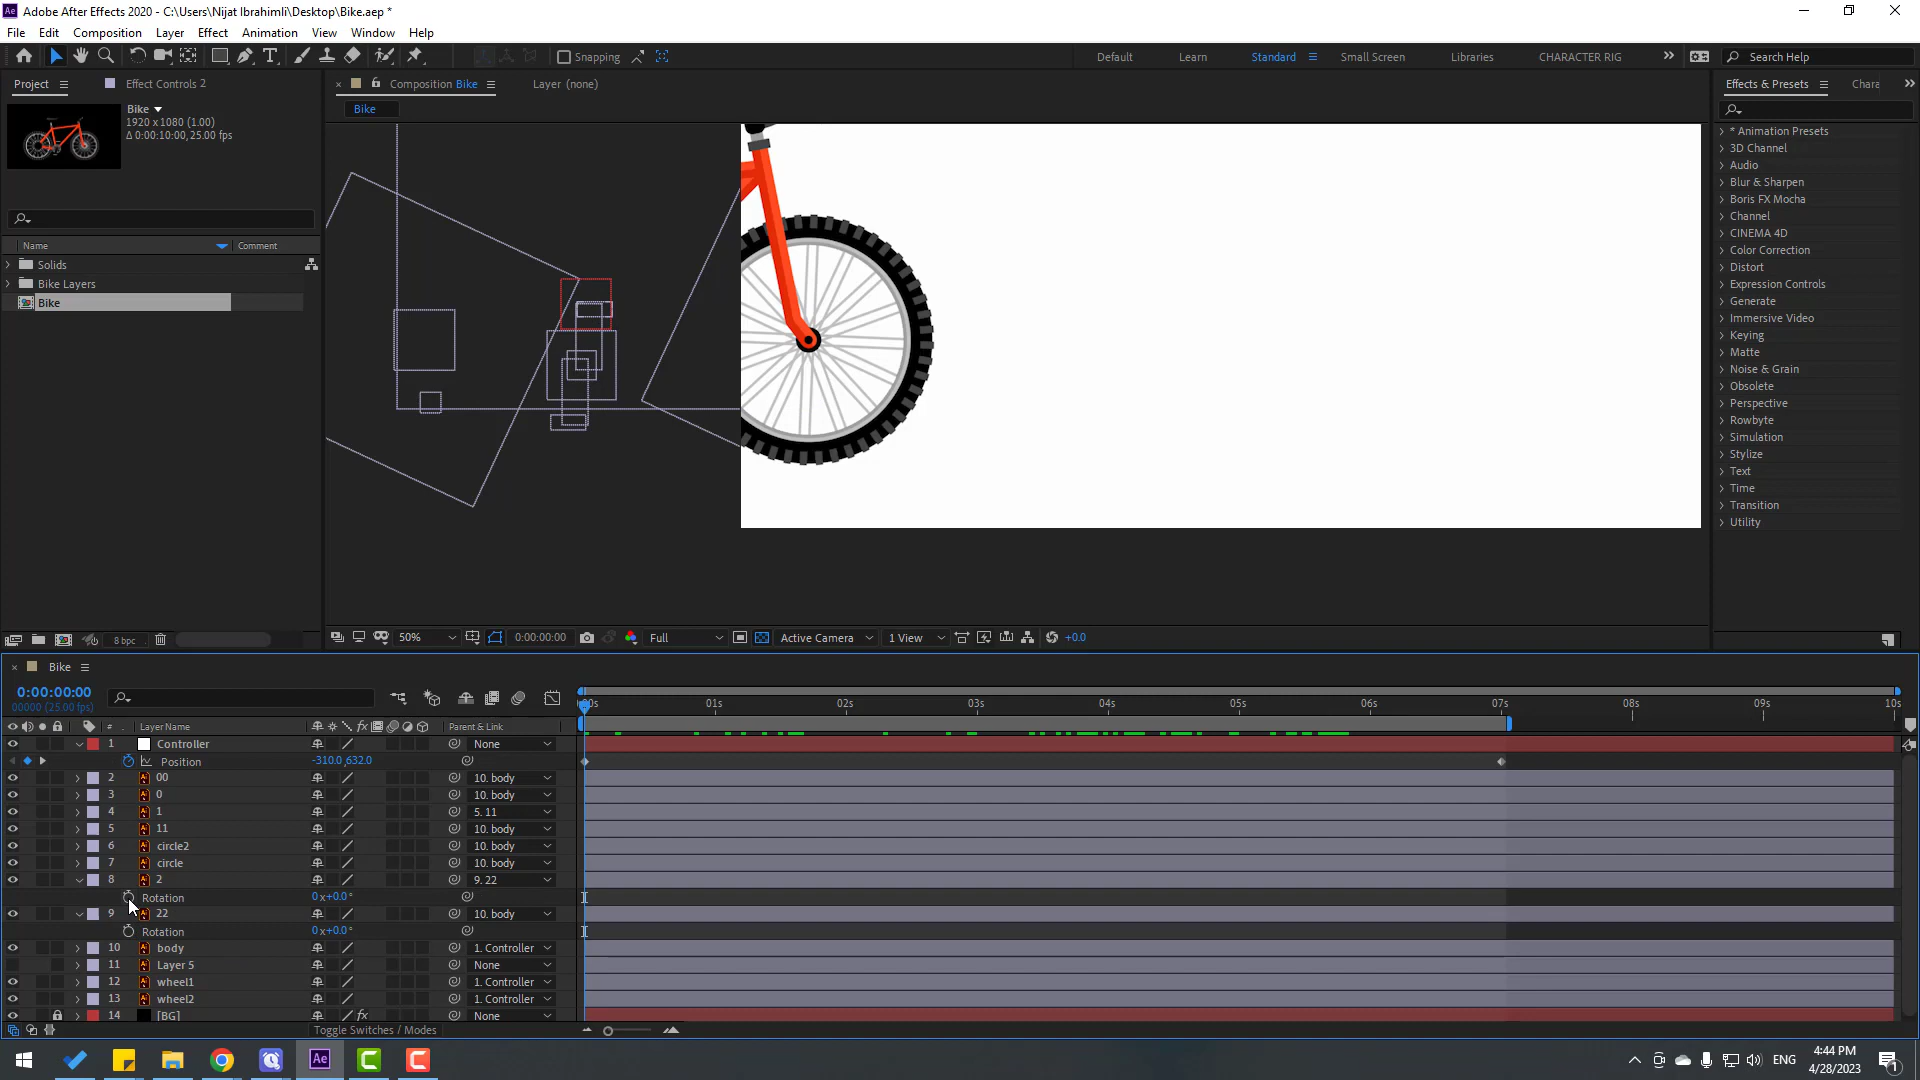 Adobe After Effects 2020 - C:\Users\Nijat Ibrahimli\Desktop\Bike.aep *
File Edit Composition Layer Effect Animation View Window Help
Snapping Default Learn Standard Small Screen Libraries CHARACTER RIG Search Help
Project Effect Controls 2 Composition Bike Layer (none) Effects & Presets Chara
Bike
1920 x 1080 (1.00)
Δ 0:00:10:00, 25.00 fps
Bike
Name Comment
Solids
Bike Layers
Bike
* Animation Presets
3D Channel
Audio
Blur & Sharpen
Boris FX Mocha
Channel
CINEMA 4D
Color Correction
Distort
Expression Controls
Generate
Immersive Video
Keying
Matte
Noise & Grain
Obsolete
Perspective
Rowbyte
Simulation
Stylize
Text
Time
Transition
Utility
8 bpc 50% 0:00:00:00 Full Active Camera 1 View +0.0
Bike
0:00:00:00
00000 (25.00 fps)
01s 02s 03s 04s 05s 06s 07s 08s 09s 10s
# Layer Name fx Parent & Link
1 Controller None
Position -310.0,632.0
2 00 10. body
3 0 10. body
4 1 5. 11
5 11 10. body
6 circle2 10. body
7 circle 10. body
8 2 9. 22
Rotation 0x+0.0°
9 22 10. body
Rotation 0x+0.0°
10 body 1. Controller
11 Layer 5 None
12 wheel1 1. Controller
13 wheel2 1. Controller
14 [BG] fx None
Toggle Switches / Modes
Ae ENG 4:44 PM
4/28/2023